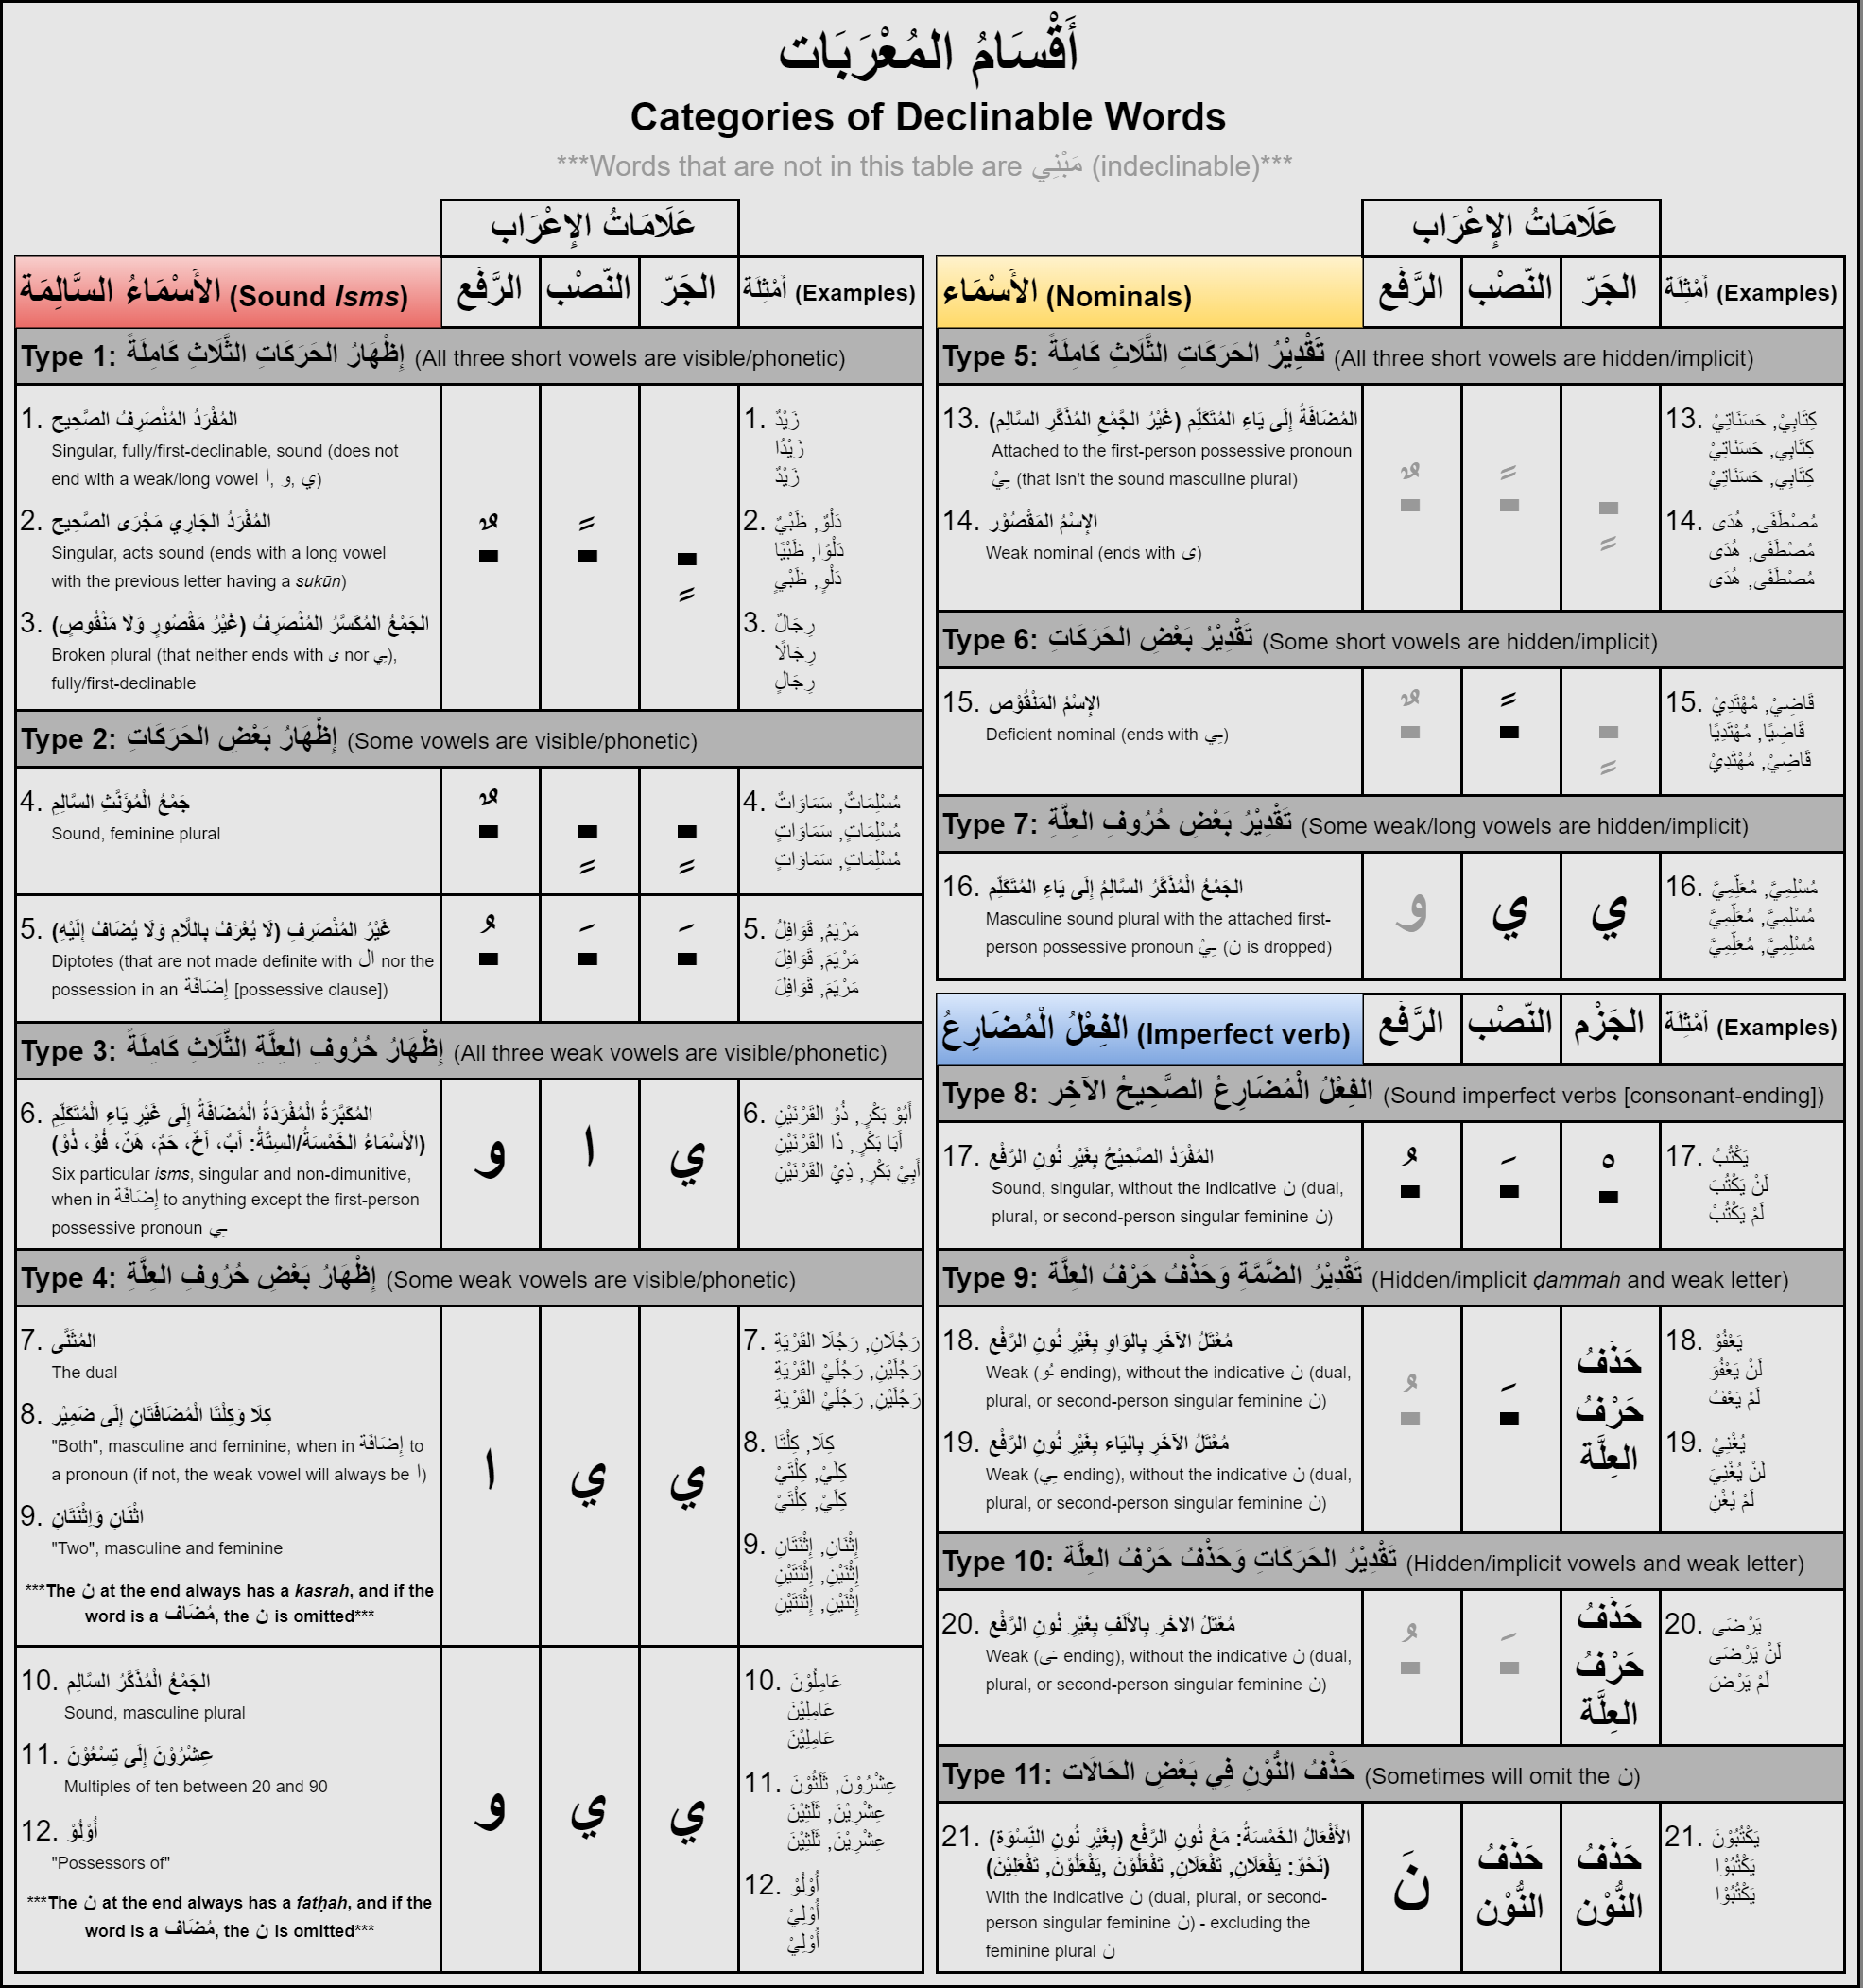 أَقْسَامُ المُعْرَبَات
Categories of Declinable Words
***Words that are not in this table are مَبْنِي (indeclinable)***
عَلَامَاتُ الإِعْرَاب
الأَسْمَاءُ السَّالِمَة (Sound Isms)
الرَّفْع
النَّصْب
الجَرّ
أَمْثِلَة (Examples)
Type 1: إِظْهَارُ الحَرَكَاتِ الثَّلَاثِ كَامِلَةً (All three short vowels are visible/phonetic)
1. المُفْرَدُ المُنْصَرِفُ الصَّحِيح
Singular, fully/first-declinable, sound (does not
end with a weak/long vowel ي, و, ا)
2. المُفْرَدُ الجَارِي مَجْرَى الصَّحِيح
Singular, acts sound (ends with a long vowel
with the previous letter having a sukūn)
3. الجَمْعُ المُكَسَّرُ المُنْصَرِفُ (غَيْرُ مَقْصُورٍ وَلَا مَنْقُوصٍ)
Broken plural (that neither ends with ى nor ـِي),
fully/first-declinable
1. زَيْدٌ
زَيْدًا
زَيْدٌ
2. دَلْوٌ, ظَبْيٌ
دَلْوًا, ظَبْيًا
دَلْوٍ, ظَبْيٍ
3. رِجَالٌ
رِجَالًا
رِجَالٍ
Type 2: إِظْهَارُ بَعْضِ الحَرَكَاتِ (Some vowels are visible/phonetic)
4. جَمْعُ الْمُؤَنَّثِ السَّالِمِ
Sound, feminine plural
4. مُسْلِمَاتٌ, سَمَاوَاتٌ
مُسْلِمَاتٍ, سَمَاوَاتٍ
مُسْلِمَاتٍ, سَمَاوَاتٍ
5. غَيْرُ المُنْصَرِفِ (لَا يُعْرَفُ بِاللَّامِ وَلَا يُضَافُ إِلَيْهِ)
Diptotes (that are not made definite with ال nor the
possession in an إِضَافَة [possessive clause])
5. مَرْيَمُ, قَوَافِلُ
مَرْيَمَ, قَوَافِلَ
مَرْيَمَ, قَوَافِلَ
Type 3: إِظْهَارُ حُرُوفِ العِلَّةِ الثَّلَاثِ كَامِلَةً (All three weak vowels are visible/phonetic)
6. المُكَبَّرَةُ الْمُفْرَدَةُ الْمُضَافَةُ إِلَى غَيْرِ يَاءِ الْمُتَكَلِّمِ
(الأَسْمَاءُ الخَمْسَةُ/السِتَّةُ: أَبٌ، أَخٌ، حَمٌ، هَنٌ، فُوْ، ذُوْ)
Six particular isms, singular and non-dimunitive,
when in إِضَافَة to anything except the first-person
possessive pronoun ـِي
و
ا
ي
6. أَبُوْ بَكْرٍ, ذُوْ القَرْنَيْنِ
أَبَا بَكْرٍ, ذَا القَرْنَيْنِ
أَبِيْ بَكْرٍ, ذِيْ القَرْنَيْنِ
Type 4: إِظْهَارُ بَعْضِ حُرُوفِ العِلَّةِ (Some weak vowels are visible/phonetic)
7. المُثَنَّى
The dual
8. كِلَا وَكِلْتَا الْمُضَافَتَانِ إِلَى ضَمِيْر
"Both", masculine and feminine, when in إِضَافَة to
a pronoun (if not, the weak vowel will always be ا)
9. اثْنَانِ وَاِثْنَتَانِ
"Two", masculine and feminine
***The ن at the end always has a kasrah, and if the
word is a مُضَاف, the ن is omitted***
ا
ي
ي
7. رَجُلَانِ, رَجُلَا القَرْيَةِ
رَجُلَيْنِ, رَجُلَيْ القَرْيَةِ
رَجُلَيْنِ, رَجُلَيْ القَرْيَةِ
8. كِلَا, كِلْتَا
كِلَيْ, كِلْتَيْ
كِلَيْ, كِلْتَيْ
9. إِثْنَانِ, إِثْنَتَانِ
إِثْنَيْنِ, إِثْنَتَيْنِ
إِثْنَيْنِ, إِثْنَتَيْنِ
10. الجَمْعُ الْمُذَكَّرُ السَّالِم
Sound, masculine plural
11. عِشْرُوْنَ إِلَى تِسْعُوْنَ
Multiples of ten between 20 and 90
12. أُوْلُوْ
"Possessors of"
***The ن at the end always has a fatḥah, and if the
word is a مُضَاف, the ن is omitted***
و
ي
ي
10. عَامِلُوْنَ
عَامِلِيْنَ
عَامِلِيْنَ
11. عِشْرُوْنَ, ثَلَثُوْنَ
عِشْرِيْنَ, ثَلَثِيْنَ
عِشْرِيْنَ, ثَلَثِيْنَ
12. أُوْلُوْ
أُوْلِيْ
أُوْلِيْ
عَلَامَاتُ الإِعْرَاب
الأَسْمَاء (Nominals)
الرَّفْع
النَّصْب
الجَرّ
أَمْثِلَة (Examples)
Type 5: تَقْدِيْرُ الحَرَكَاتِ الثَّلَاثِ كَامِلَةً (All three short vowels are hidden/implicit)
13. المُضَافَةُ إِلَى يَاءِ المُتَكَلِّم (غَيْرُ الجَّمْعِ المُذَكَّرِ السَّالِم)
Attached to the first-person possessive pronoun
ـِيْ (that isn't the sound masculine plural)
14. الإِسْمُ المَقْصُوْر
Weak nominal (ends with ى)
13. كِتَابِيْ, حَسَنَاتِيْ
كِتَابِي, حَسَنَاتِيْ
كِتَابِي, حَسَنَاتِيْ
14. مُصْطَفَى, هُدَى
مُصْطَفَى, هُدَى
مُصْطَفَى, هُدَى
Type 6: تَقْدِيْرُ بَعْضِ الحَرَكَاتِ (Some short vowels are hidden/implicit)
15. الإِسْمُ المَنْقُوْص
Deficient nominal (ends with ـِي)
15. قَاضِيْ, مُهْتَدِيْ
قَاضِيًا, مُهْتَدِيًا
قَاضِيْ, مُهْتَدِيْ
Type 7: تَقْدِيْرُ بَعْضِ حُرُوفِ العِلَّةِ (Some weak/long vowels are hidden/implicit)
16. الجَمْعُ الْمُذَكَّرُ السَّالِمُ إِلَى يَاءِ المُتَكَلِّم
Masculine sound plural with the attached first-
person possessive pronoun ـِيْ (ن is dropped)
و
ي
ي
16. مُسْلِمِيَّ, مُعَلِّمِيَّ
مُسْلِمِيَّ, مُعَلِّمِيَّ
مُسْلِمِيَّ, مُعَلِّمِيَّ
الفِعْلُ الْمُضَارِعُ (Imperfect verb)
الرَّفْع
النَّصْب
الجَزْم
أَمْثِلَة (Examples)
Type 8: الفِعْلُ الْمُضَارِعُ الصَّحِيحُ الآخِر (Sound imperfect verbs [consonant-ending])
17. المُفْرَدُ الصَّحِيْحُ بِغَيْرِ نُونِ الرَّفْع
Sound, singular, without the indicative ن (dual,
plural, or second-person singular feminine ن)
17. يَكْتُبُ
لَنْ يَكْتُبَ
لَمْ يَكْتُبْ
Type 9: تَقْدِيْرُ الضَّمَّةِ وَحَذْفُ حَرْفُ العِلَّة (Hidden/implicit ḍammah and weak letter)
18. مُعْتَلُ الآخَرِ بِالوَاوِ بِغَيْرِ نُونِ الرَّفْع
Weak (ـُو ending), without the indicative ن (dual,
plural, or second-person singular feminine ن)
19. مُعْتَلُ الآخَرِ بِاليَاء بِغَيْرِ نُونِ الرَّفْع
Weak (ـِي ending), without the indicative ن (dual,
plural, or second-person singular feminine ن)
حَذْفُ
حَرْفُ
العِلَّة
18. يَعْفُوْ
لَنْ يَعْفُوَ
لَمْ يَعْفُ
19. يُغْنِيْ
لَنْ يُغْنِيَ
لَمْ يُغْنِ
Type 10: تَقْدِيْرُ الحَرَكَاتِ وَحَذْفُ حَرْفُ العِلَّة (Hidden/implicit vowels and weak letter)
20. مُعْتَلُ الآخَرِ بِالأَلَفِ بِغَيْرِ نُونِ الرَّفْع
Weak (ـَى ending), without the indicative ن (dual,
plural, or second-person singular feminine ن)
حَذْفُ
حَرْفُ
العِلَّة
20. يَرْضَى
لَنْ يَرْضَى
لَمْ يَرْضَ
Type 11: حَذْفُ النُّوْنِ فِي بَعْضِ الحَالَات (Sometimes will omit the ن)
21. الأَفْعَالُ الخَمْسَةُ: مَعْ نُونِ الرَّفْع (بِغَيْرِ نُونِ النِّسْوَة)
(نَحْوُ: يَفْعَلَانِ, تَفْعَلَانِ, تَفْعَلُوْنَ ,يَفْعَلُوْنَ, تَفْعَلِيْنَ)
With the indicative ن (dual, plural, or second-
person singular feminine ن) - excluding the
feminine plural ن
نَ
حَذْفُ
النُّوْن
حَذْفُ
النُّوْن
21. يَكْتُبُوْنَ
يَكْتُبُوْا
يَكْتُبُوْا